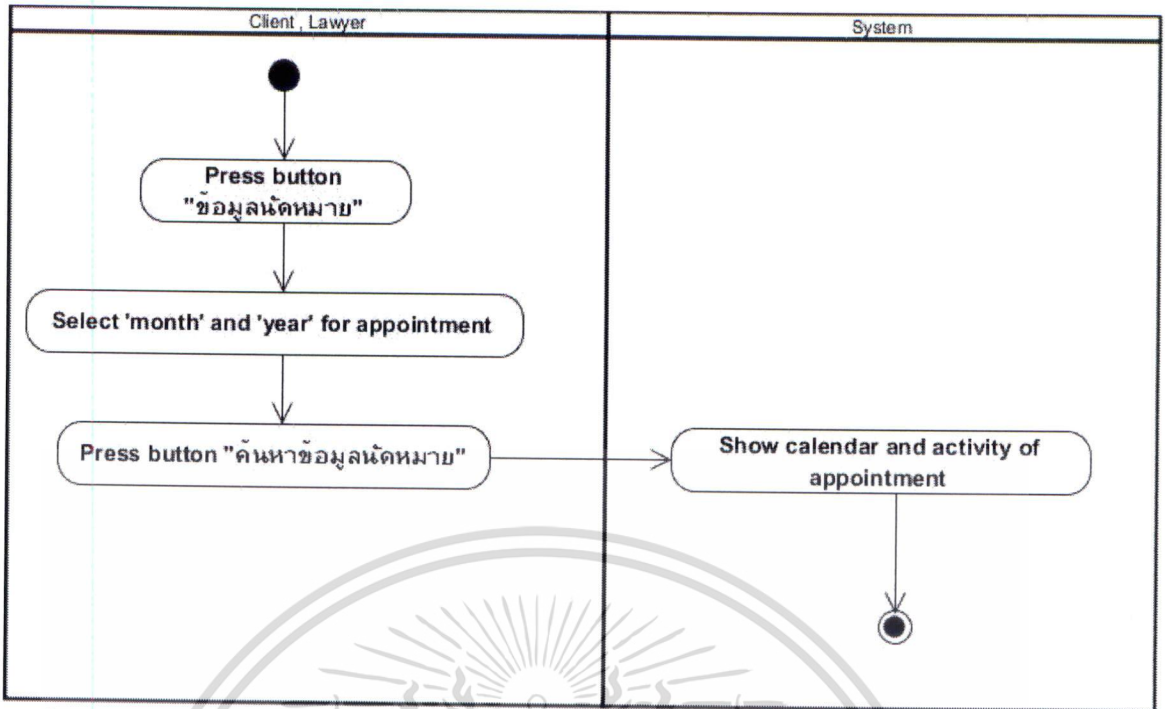 Client , Lawyer
System
Press button
"ข้อมูลนัดหมาย"
Select 'month' and 'year' for appointment
Press button "ค้นหาข้อมูลนัดหมาย"
Show calendar and activity of
appointment